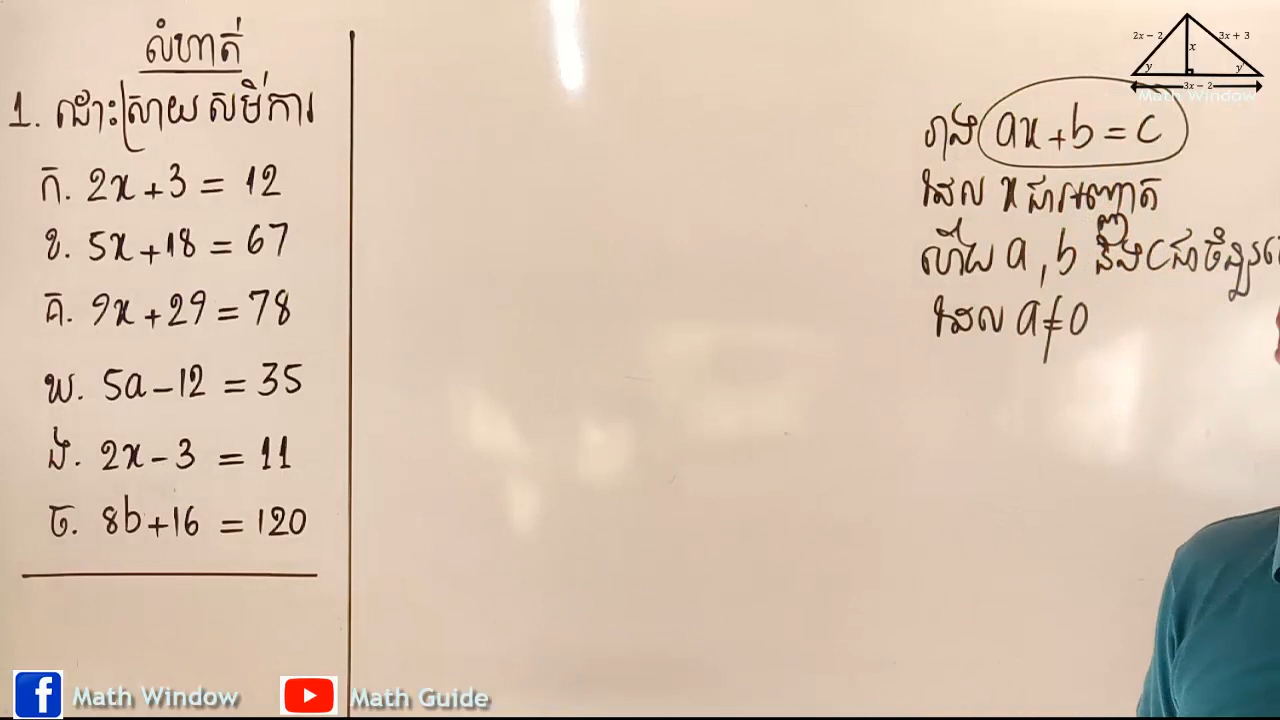 លំហាត់
1. ដោះស្រាយសមីការ
ក. 2x+3 = 12
ខ. 5x+18 = 67
គ. 9x+29 = 78
ឃ. 5a-12 = 35
ង. 2x-3 = 11
ច. 8b+16 = 120
រាង ax+b = c
ដែល x ជាអញ្ញាត
ហើយ a, b និង c ជាចំនួន
ដែល a≠0
2x - 2
3x + 3
x
y
y
3x - 2
Math Window
Math Window
Math Guide